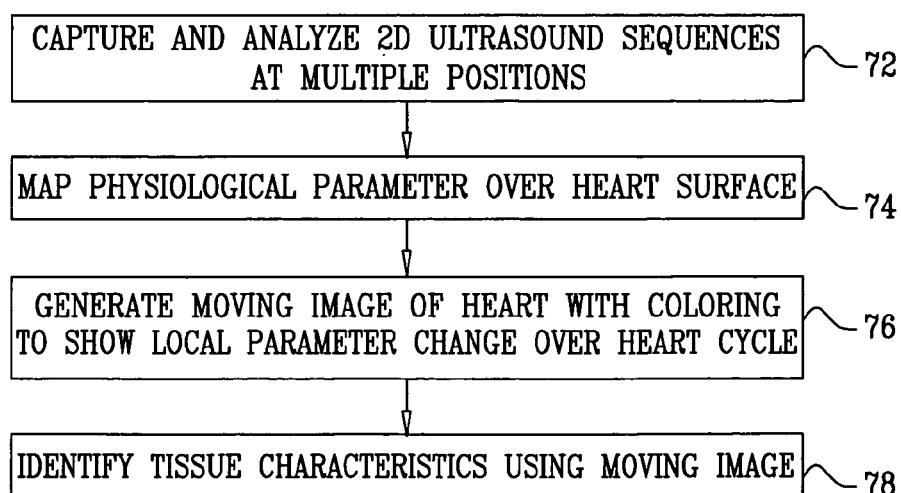 CAPTURE AND ANALYZE 2D ULTRASOUND SEQUENCES
AT MULTIPLE POSITIONS
72
MAP PHYSIOLOGICAL PARAMETER OVER HEART SURFACE
74
GENERATE MOVING IMAGE OF HEART WITH COLORING
TO SHOW LOCAL PARAMETER CHANGE OVER HEART CYCLE
76
IDENTIFY TISSUE CHARACTERISTICS USING MOVING IMAGE
78